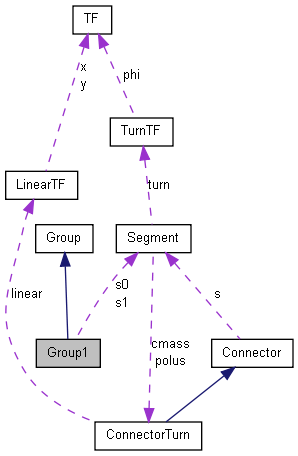 TF
x
y
phi
TurnTF
LinearTF
turn
Group
Segment
linear
s0
s1
s
Group1
cmass
polus
Connector
ConnectorTurn